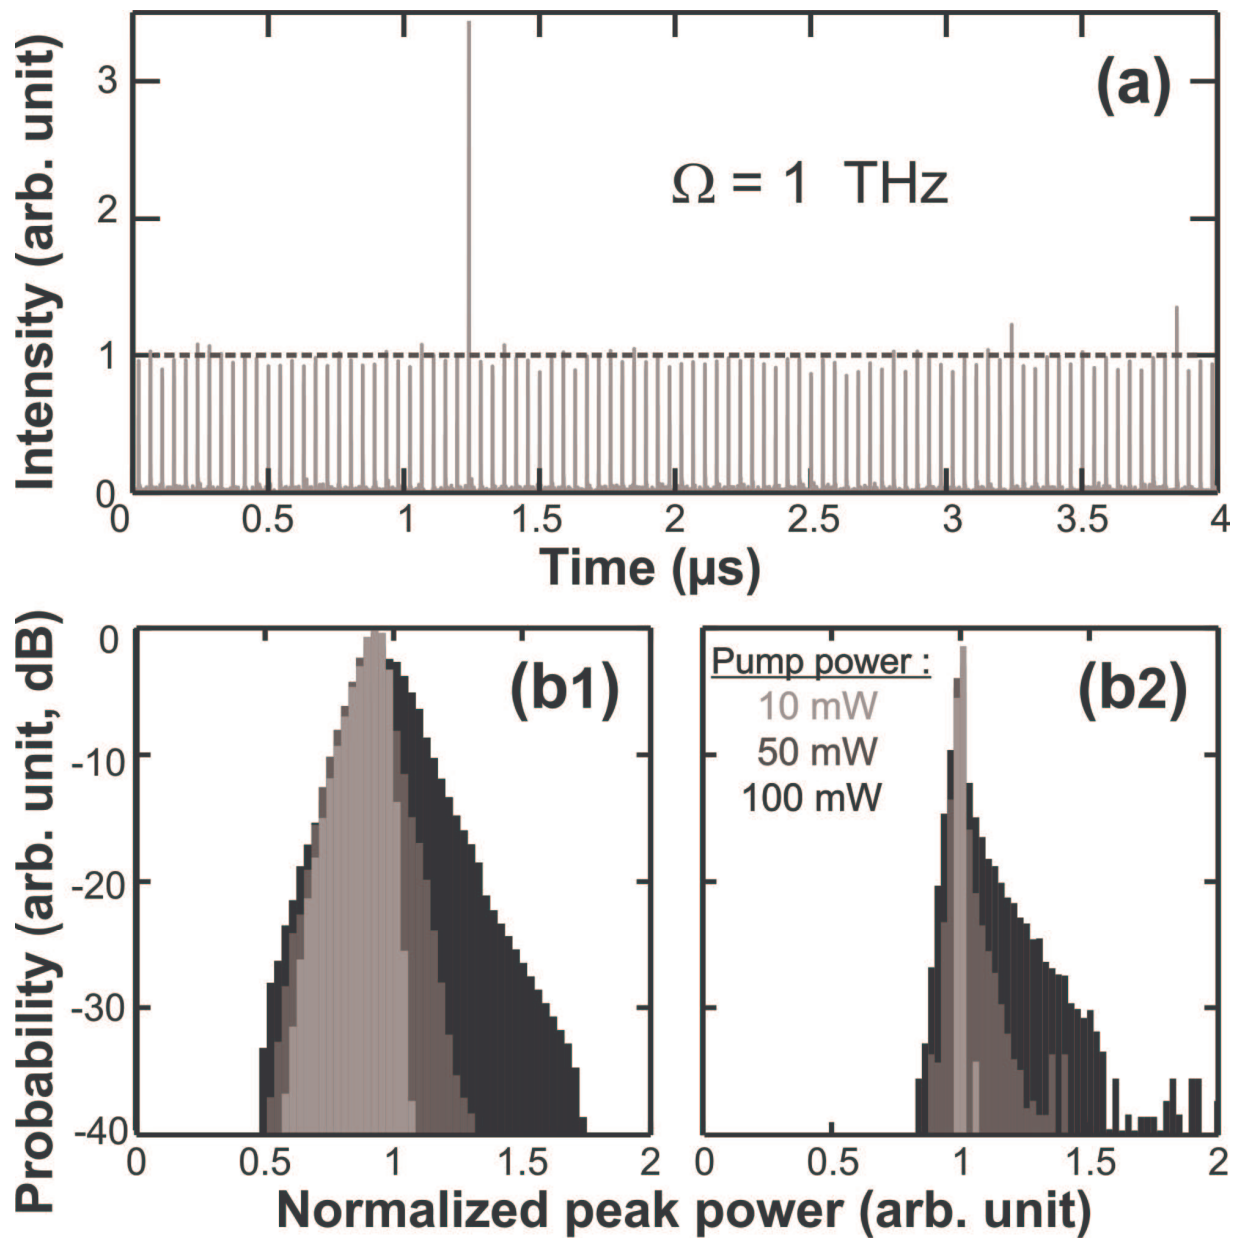 (a)
Intensity (arb. unit)
3
2
1
0
Ω = 1 THz
0 0.5 1 1.5 2 2.5 3 3.5 4
Time (µs)
Probability (arb. unit, dB)
0
-10
-20
-30
-40
(b1)
0 0.5 1 1.5 2
(b2)
Pump power :
10 mW
50 mW
100 mW
0 0.5 1 1.5 2
Normalized peak power (arb. unit)